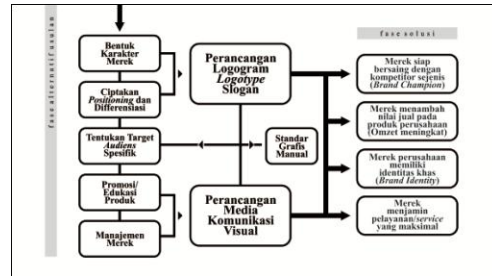 fase alternatif usulan
Bentuk
Karakter
Merek
Ciptakan
Positioning dan
Differensiasi
Tentukan Target
Audiens
Spesifik
Promosi/
Edukasi
Produk
Manajemen
Merek
Perancangan
Logogram
Logotype
Slogan
Standar
Grafis
Manual
Perancangan
Media
Komunikasi
Visual
fase solusi
Merek siap
bersaing dengan
kompetitor sejenis
(Brand Champion)
Merek menambah
nilai jual pada
produk perusahaan
(Omzet meningkat)
Merek perusahaan
memiliki
identitas khas
(Brand Identity)
Merek
menjamin
pelayanan/service
yang maksimal